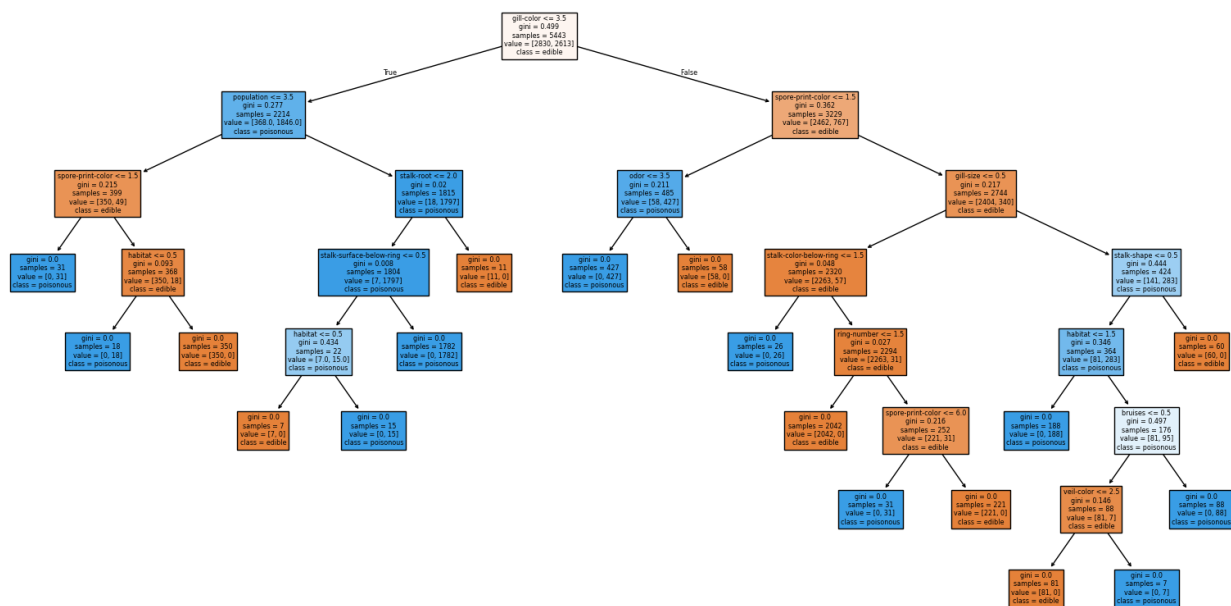 gill-color <= 3.5
gini = 0.499
samples = 5443
value = [2830, 2613]
class = edible
True
False
population <= 3.5
gini = 0.277
samples = 2214
value = [368.0, 1846.0]
class = poisonous
spore-print-color <= 1.5
gini = 0.362
samples = 3229
value = [2462, 767]
class = edible
spore-print-color <= 1.5
gini = 0.215
samples = 399
value = [350, 49]
class = edible
stalk-root <= 2.0
gini = 0.02
samples = 1815
value = [18, 1797]
class = poisonous
odor <= 3.5
gini = 0.211
samples = 485
value = [58, 427]
class = poisonous
gill-size <= 0.5
gini = 0.217
samples = 2744
value = [2404, 340]
class = edible
gini = 0.0
samples = 31
value = [0, 31]
class = poisonous
habitat <= 0.5
gini = 0.093
samples = 368
value = [350, 18]
class = edible
stalk-surface-below-ring <= 0.5
gini = 0.008
samples = 1804
value = [7, 1797]
class = poisonous
gini = 0.0
samples = 11
value = [11, 0]
class = edible
gini = 0.0
samples = 427
value = [0, 427]
class = poisonous
gini = 0.0
samples = 58
value = [58, 0]
class = edible
stalk-color-below-ring <= 1.5
gini = 0.048
samples = 2320
value = [2263, 57]
class = edible
stalk-shape <= 0.5
gini = 0.444
samples = 424
value = [141, 283]
class = poisonous
gini = 0.0
samples = 18
value = [0, 18]
class = poisonous
gini = 0.0
samples = 350
value = [350, 0]
class = edible
habitat <= 0.5
gini = 0.434
samples = 22
value = [7.0, 15.0]
class = poisonous
gini = 0.0
samples = 1782
value = [0, 1782]
class = poisonous
gini = 0.0
samples = 26
value = [0, 26]
class = poisonous
ring-number <= 1.5
gini = 0.027
samples = 2294
value = [2263, 31]
class = edible
habitat <= 1.5
gini = 0.346
samples = 364
value = [81, 283]
class = poisonous
gini = 0.0
samples = 60
value = [60, 0]
class = edible
gini = 0.0
samples = 7
value = [7, 0]
class = edible
gini = 0.0
samples = 15
value = [0, 15]
class = poisonous
gini = 0.0
samples = 2042
value = [2042, 0]
class = edible
spore-print-color <= 6.0
gini = 0.216
samples = 252
value = [221, 31]
class = edible
gini = 0.0
samples = 188
value = [0, 188]
class = poisonous
bruises <= 0.5
gini = 0.497
samples = 176
value = [81, 95]
class = poisonous
gini = 0.0
samples = 31
value = [0, 31]
class = poisonous
gini = 0.0
samples = 221
value = [221, 0]
class = edible
veil-color <= 2.5
gini = 0.146
samples = 88
value = [81, 7]
class = edible
gini = 0.0
samples = 88
value = [0, 88]
class = poisonous
gini = 0.0
samples = 81
value = [81, 0]
class = edible
gini = 0.0
samples = 7
value = [0, 7]
class = poisonous